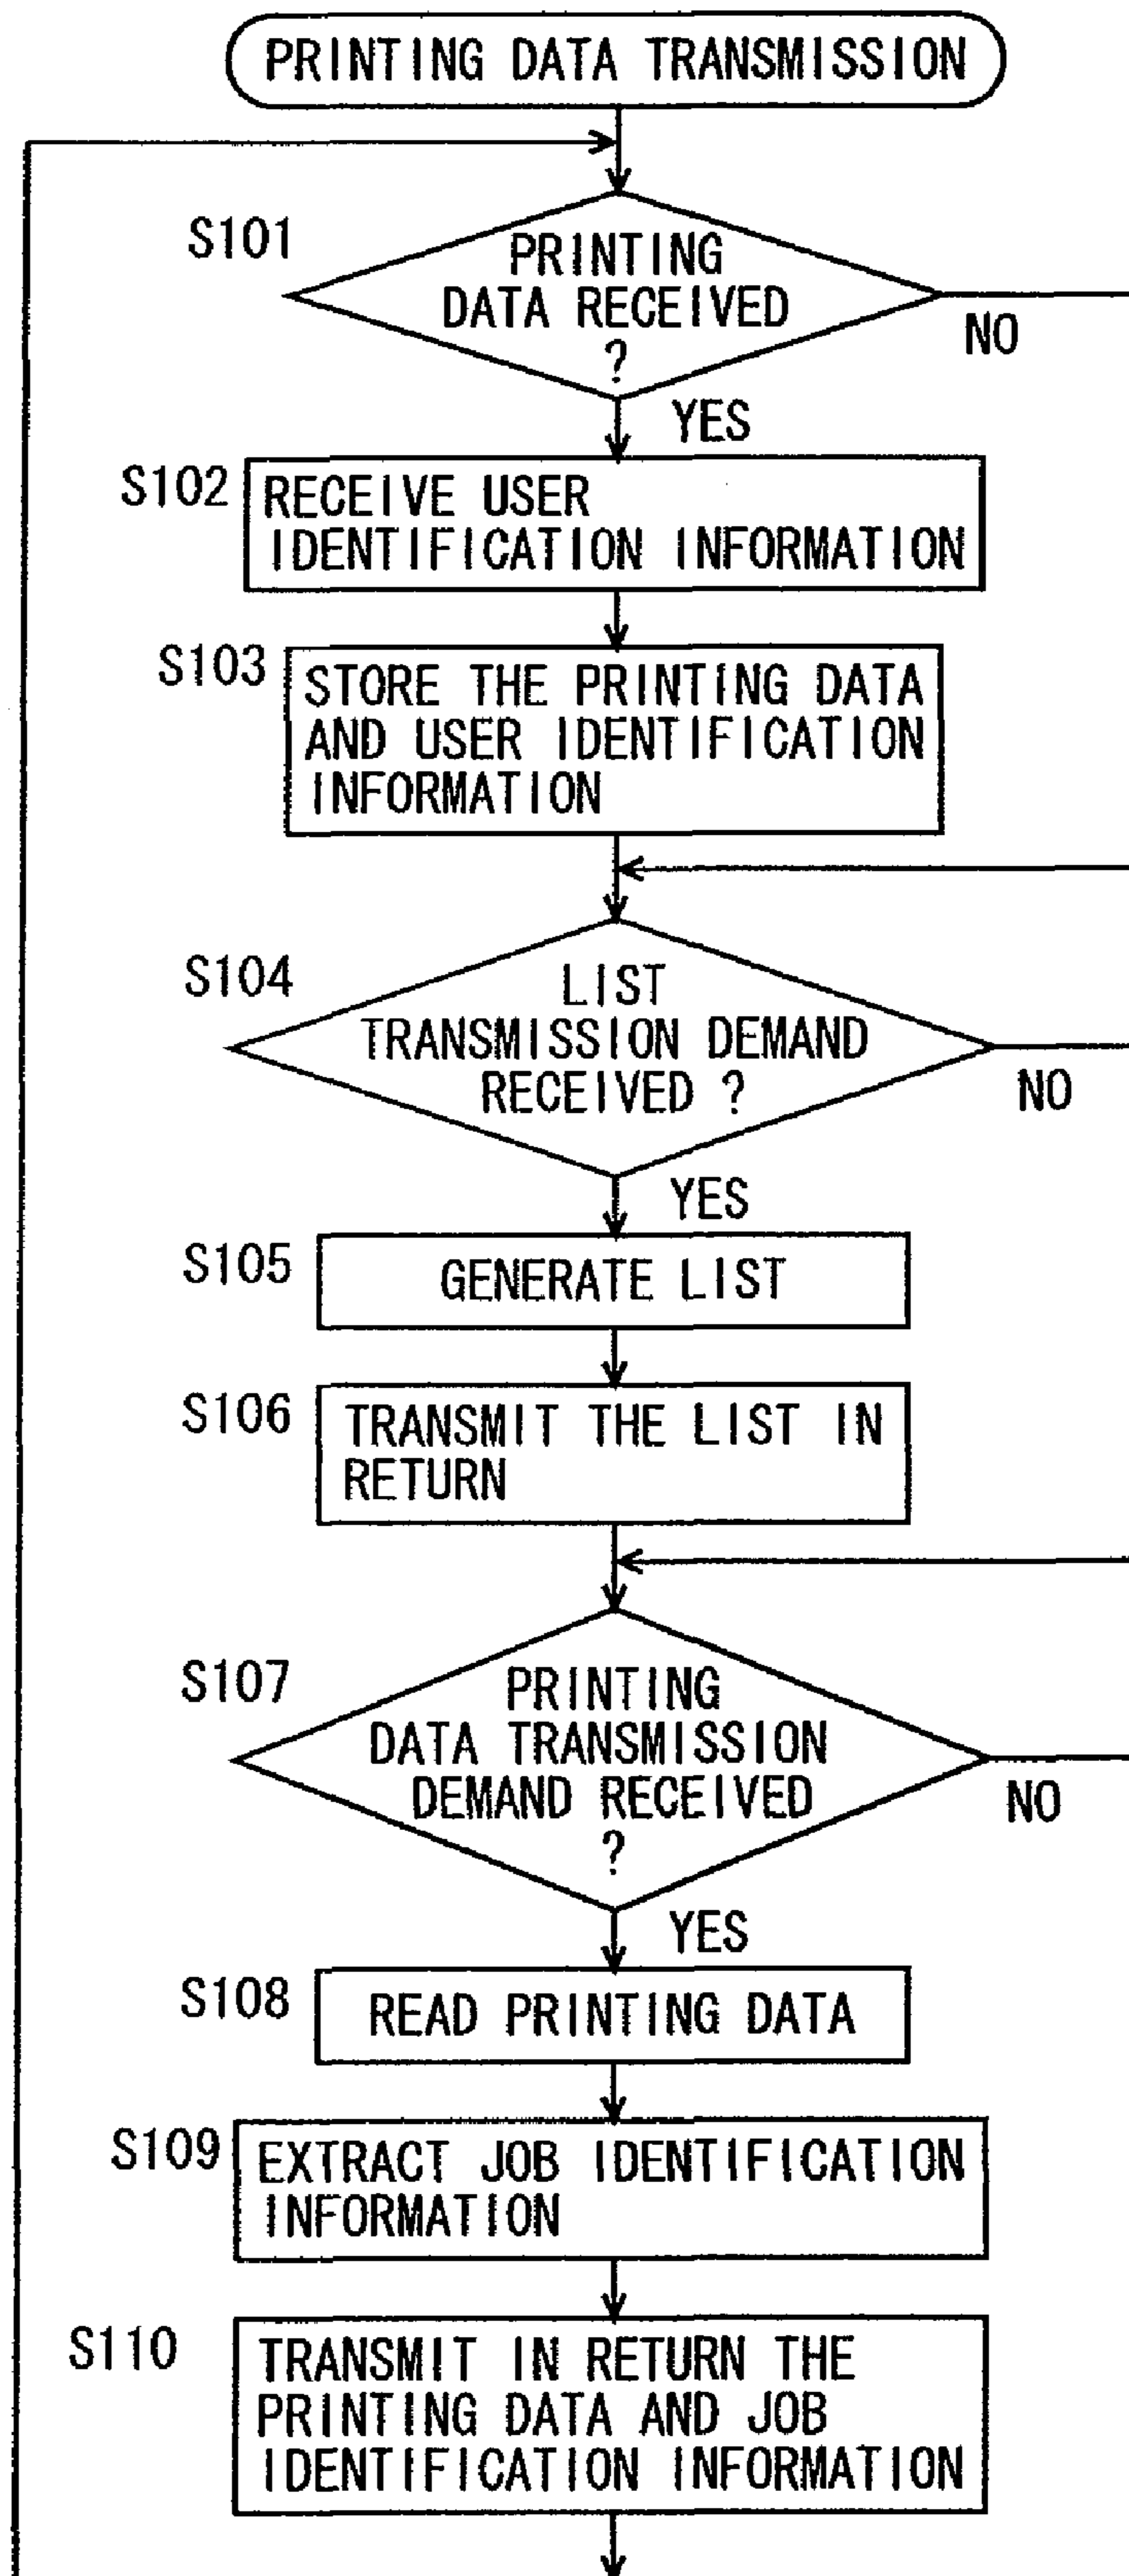 PRINTING DATA TRANSMISSION
S101
PRINTING
DATA RECEIVED
?
NO
YES
S102
RECEIVE USER
IDENTIFICATION INFORMATION
S103
STORE THE PRINTING DATA
AND USER IDENTIFICATION
INFORMATION
S104
LIST
TRANSMISSION DEMAND
RECEIVED ?
NO
YES
S105
GENERATE LIST
S106
TRANSMIT THE LIST IN
RETURN
S107
PRINTING
DATA TRANSMISSION
DEMAND RECEIVED
?
NO
YES
S108
READ PRINTING DATA
S109
EXTRACT JOB IDENTIFICATION
INFORMATION
S110
TRANSMIT IN RETURN THE
PRINTING DATA AND JOB
IDENTIFICATION INFORMATION